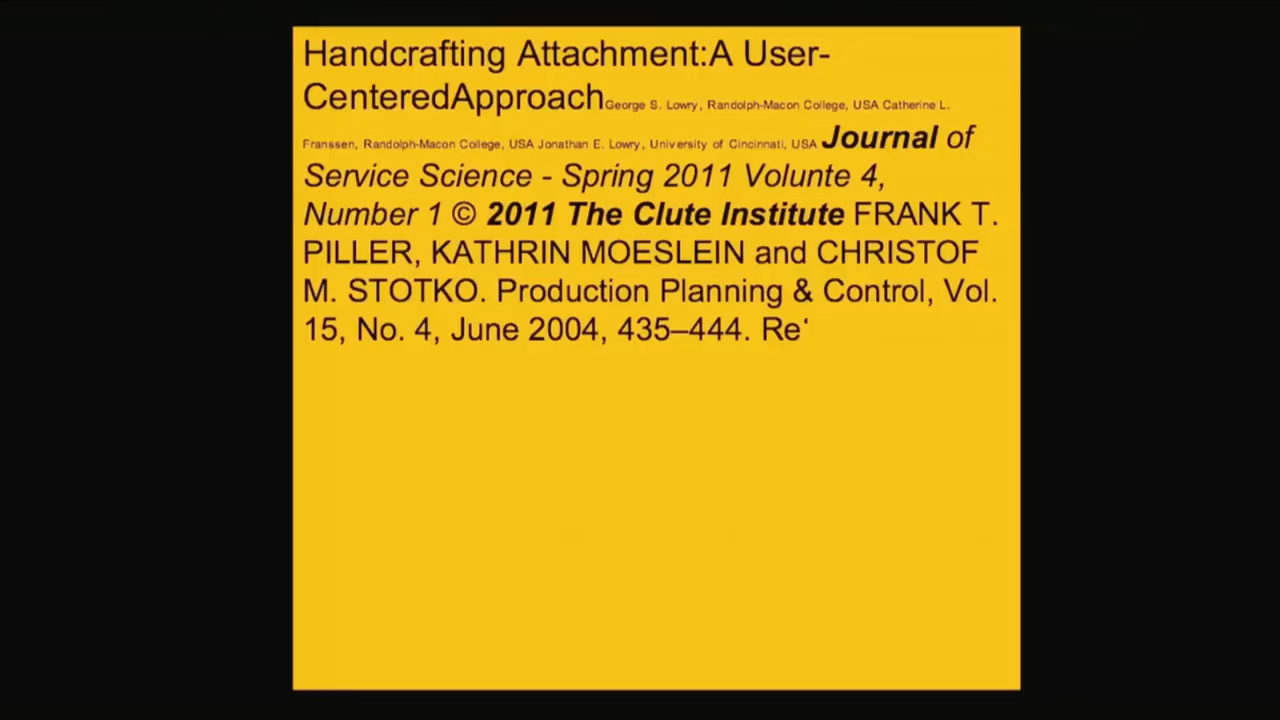 Handcrafting Attachment:A User-
CenteredApproachGeorge S. Lowry, Randolph-Macon College, USA Catherine L.
Franssen, Randolph-Macon College, USA Jonathan E. Lowry, University of Cincinnati, USA Journal of
Service Science - Spring 2011 Volunte 4,
Number 1 © 2011 The Clute Institute FRANK T.
PILLER, KATHRIN MOESLEIN and CHRISTOF
M. STOTKO. Production Planning & Control, Vol.
15, No. 4, June 2004, 435–444. Re‘